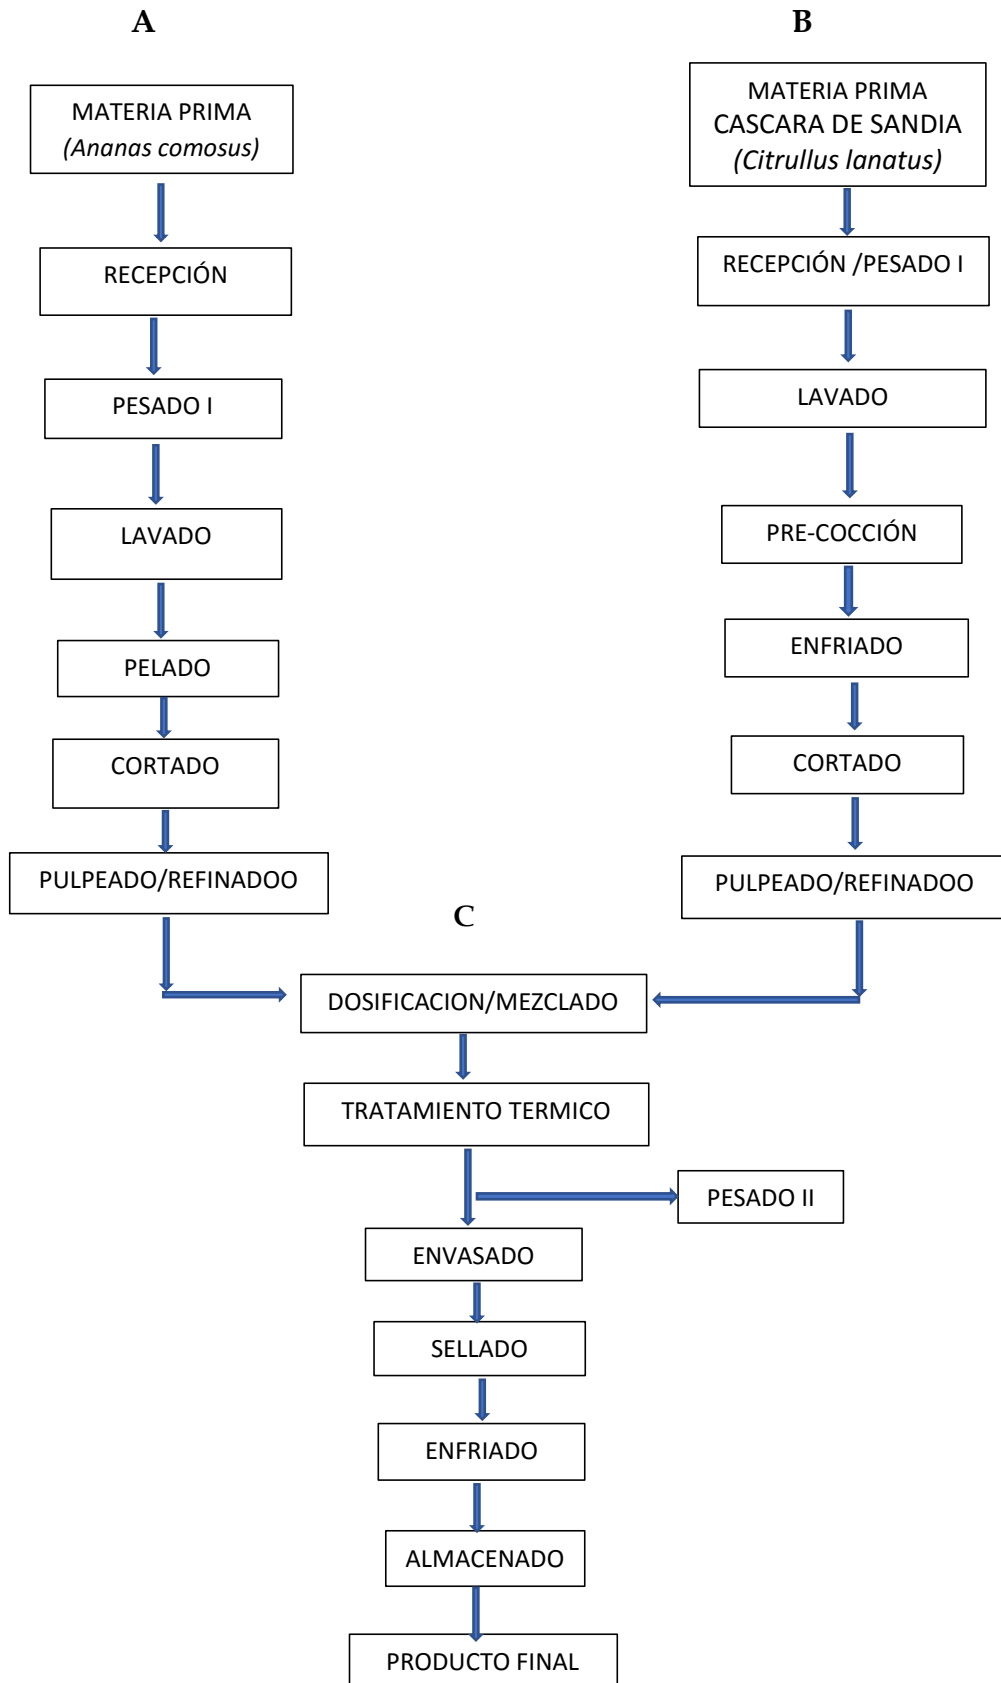 A
MATERIA PRIMA
(Ananas comosus)
RECEPCIÓN
PESADO I
LAVADO
PELADO
CORTADO
PULPEADO/REFINADOO
B
MATERIA PRIMA
CASCARA DE SANDIA
(Citrullus lanatus)
RECEPCIÓN /PESADO I
LAVADO
PRE-COCCIÓN
ENFRIADO
CORTADO
PULPEADO/REFINADOO
C
DOSIFICACION/MEZCLADO
TRATAMIENTO TERMICO
PESADO II
ENVASADO
SELLADO
ENFRIADO
ALMACENADO
PRODUCTO FINAL